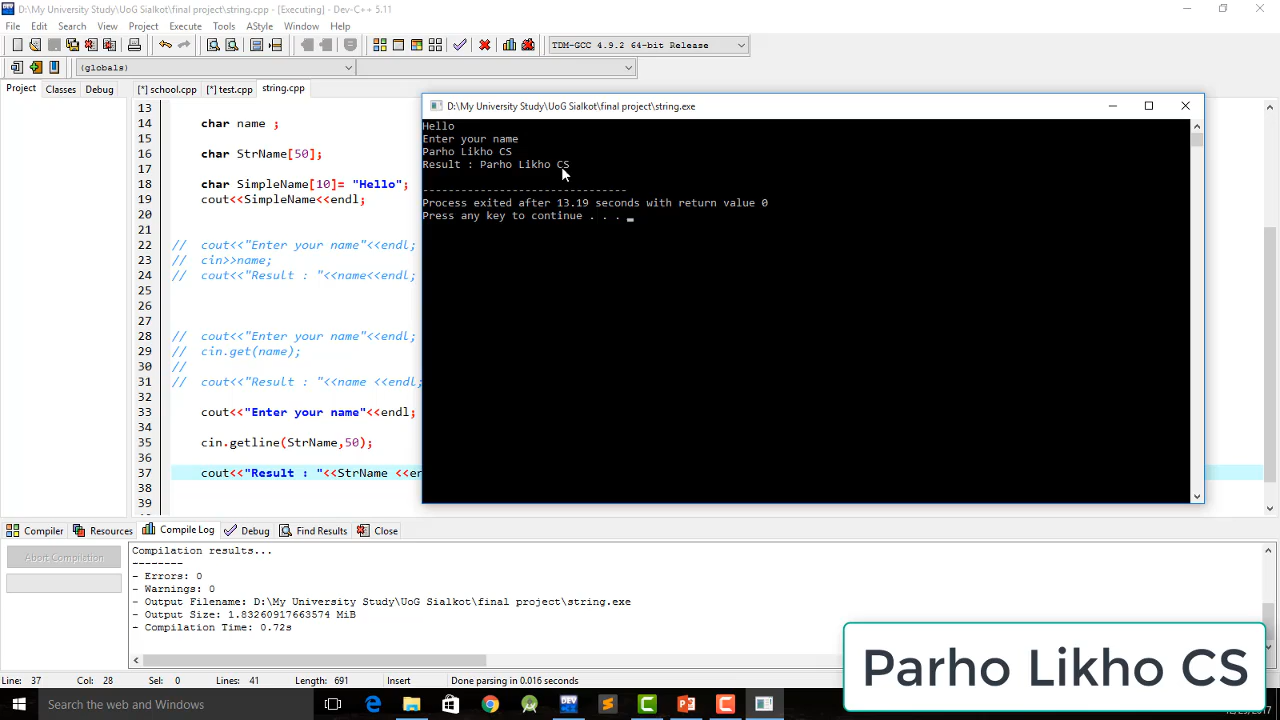 D:\My University Study\UoG Sialkot\final project\string.cpp - [Executing] - Dev-C++ 5.11
File Edit Search View Project Execute Tools AStyle Window Help
TDM-GCC 4.9.2 64-bit Release
(globals)
Project Classes Debug [*] school.cpp [*] test.cpp string.cpp
13
14 char name ;
15
16 char StrName[50];
17
18 char SimpleName[10]= "Hello";
19 cout<<SimpleName<<endl;
20
21
22 // cout<<"Enter your name"<<endl;
23 // cin>>name;
24 // cout<<"Result : "<<name<<endl;
25
26
27
28 // cout<<"Enter your name"<<endl;
29 // cin.get(name);
30 //
31 // cout<<"Result : "<<name <<endl;
32
33 cout<<"Enter your name"<<endl;
34
35 cin.getline(StrName,50);
36
37 cout<<"Result : "<<StrName <<en
38
39
D:\My University Study\UoG Sialkot\final project\string.exe
Hello
Enter your name
Parho Likho CS
Result : Parho Likho CS
--------------------------------
Process exited after 13.19 seconds with return value 0
Press any key to continue . . . _
Compiler Resources Compile Log Debug Find Results Close
Abort Compilation
Compilation results...
--------
- Errors: 0
- Warnings: 0
- Output Filename: D:\My University Study\UoG Sialkot\final project\string.exe
- Output Size: 1.83260917663574 MiB
- Compilation Time: 0.72s
Line: 37 Col: 28 Sel: 0 Lines: 41 Length: 691 Insert Done parsing in 0.016 seconds
Parho Likho CS
Search the web and Windows